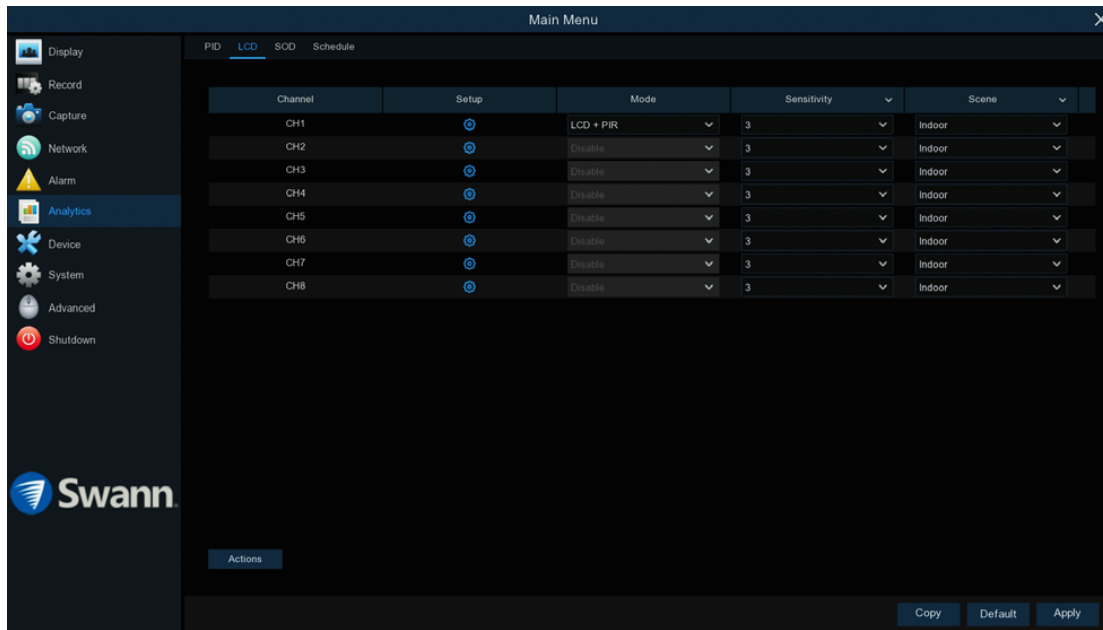 Main Menu
Display
Record
Capture
Network
Alarm
Analytics
Device
System
Advanced
Shutdown
Swann
PID LCD SOD Schedule
Channel Setup Mode Sensitivity Scene
CH1 LCD + PIR 3 Indoor
CH2 Disable 3 Indoor
CH3 Disable 3 Indoor
CH4 Disable 3 Indoor
CH5 Disable 3 Indoor
CH6 Disable 3 Indoor
CH7 Disable 3 Indoor
CH8 Disable 3 Indoor
Actions
Copy Default Apply